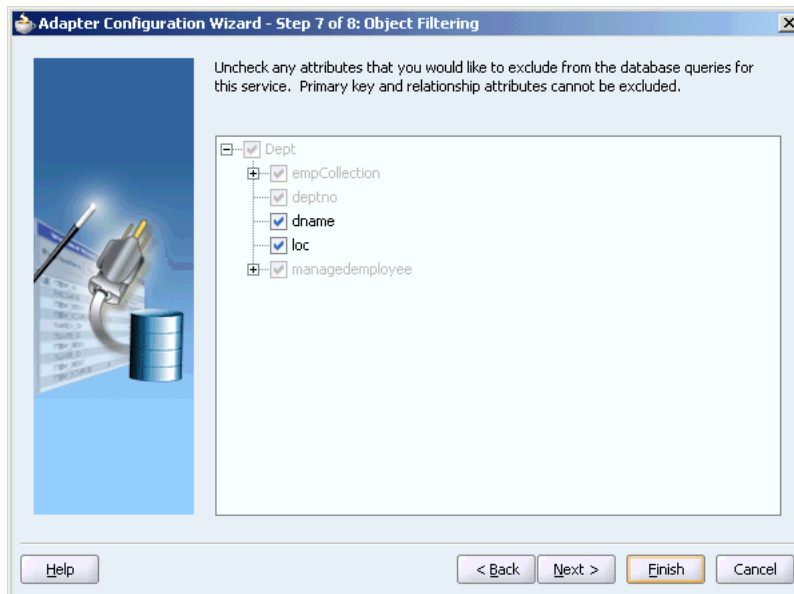 Adapter Configuration Wizard - Step 7 of 8: Object Filtering
Uncheck any attributes that you would like to exclude from the database queries for
this service. Primary key and relationship attributes cannot be excluded.
Dept
empCollection
deptno
dname
loc
managedemployee
Help
< Back
Next >
Finish
Cancel